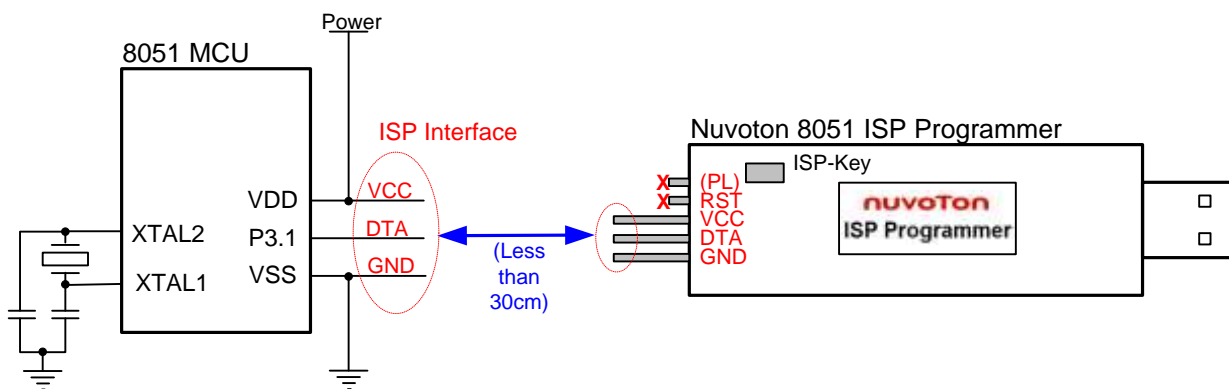 Power
8051 MCU
ISP Interface
VDD
P3.1
VSS
XTAL2
XTAL1
VCC
DTA
GND
(Less
than
30cm)
Nuvoton 8051 ISP Programmer
ISP-Key
X (PL)
X RST
VCC
DTA
GND
nuvoTon
ISP Programmer